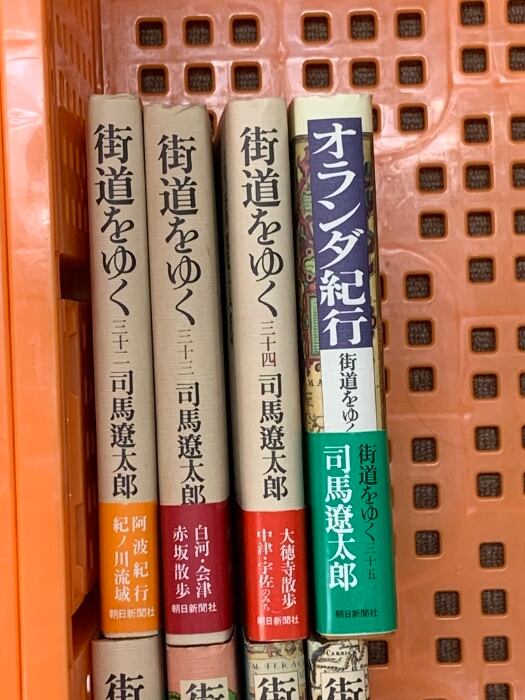 街道をゆく 三十二 司馬遼太郎
阿波紀行
紀ノ川流域
朝日新聞社
街道をゆく 三十三 司馬遼太郎
白河・会津
赤坂散歩
朝日新聞社
街道をゆく 三十四 司馬遼太郎
大徳寺散歩
中津・宇佐のみち
朝日新聞社
オランダ紀行
街道をゆく
街道をゆく 三十五
司馬遼太郎
朝日新聞社
街
街
街
街